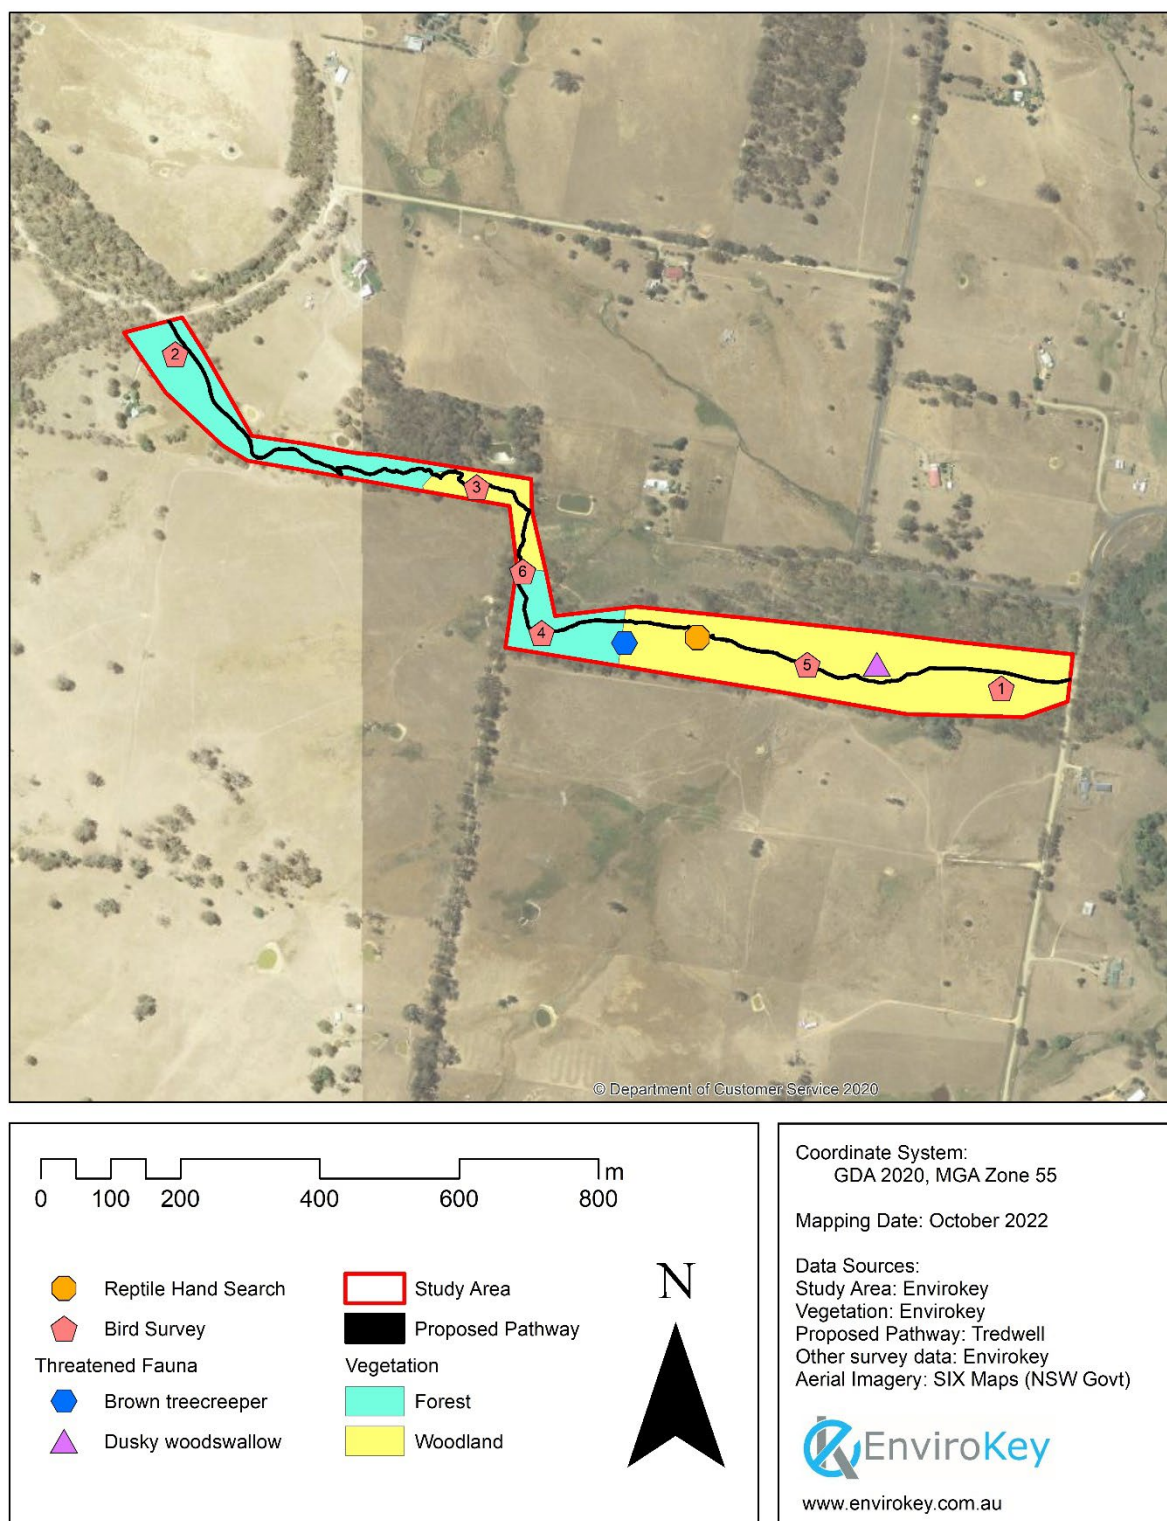 2
3
6
4
5
1
© Department of Customer Service 2020
m
0 100 200 400 600 800
Reptile Hand Search
Bird Survey
Threatened Fauna
Brown treecreeper
Dusky woodswallow
Study Area
Proposed Pathway
Vegetation
Forest
Woodland
N
Coordinate System:
GDA 2020, MGA Zone 55
Mapping Date: October 2022
Data Sources:
Study Area: Envirokey
Vegetation: Envirokey
Proposed Pathway: Tredwell
Other survey data: Envirokey
Aerial Imagery: SIX Maps (NSW Govt)
EnviroKey
www.envirokey.com.au